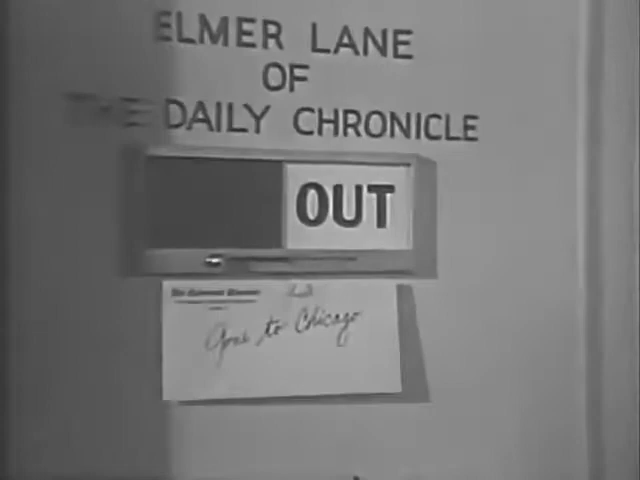 ELMER LANE
OF
THE DAILY CHRONICLE
OUT
Gone to Chicago